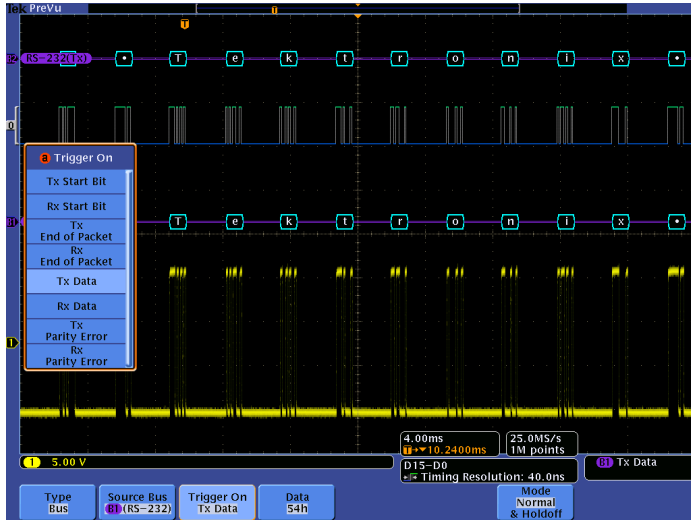 Tek PreVu
T
T
B2 RS-232(Tx) • T e k t r o n i x •
0
a Trigger On
Tx Start Bit
Rx Start Bit
Tx
End of Packet
Rx
End of Packet
Tx Data
Rx Data
Tx
Parity Error
Rx
Parity Error
B1 T e k t r o n i x •
1
4.00ms
T→▼10.2400ms
25.0MS/s
1M points
1 5.00 V
D15-D0
Timing Resolution: 40.0ns
B1 Tx Data
Type
Bus
Source Bus
B1 (RS-232)
Trigger On
Tx Data
Data
54h
Mode
Normal
& Holdoff